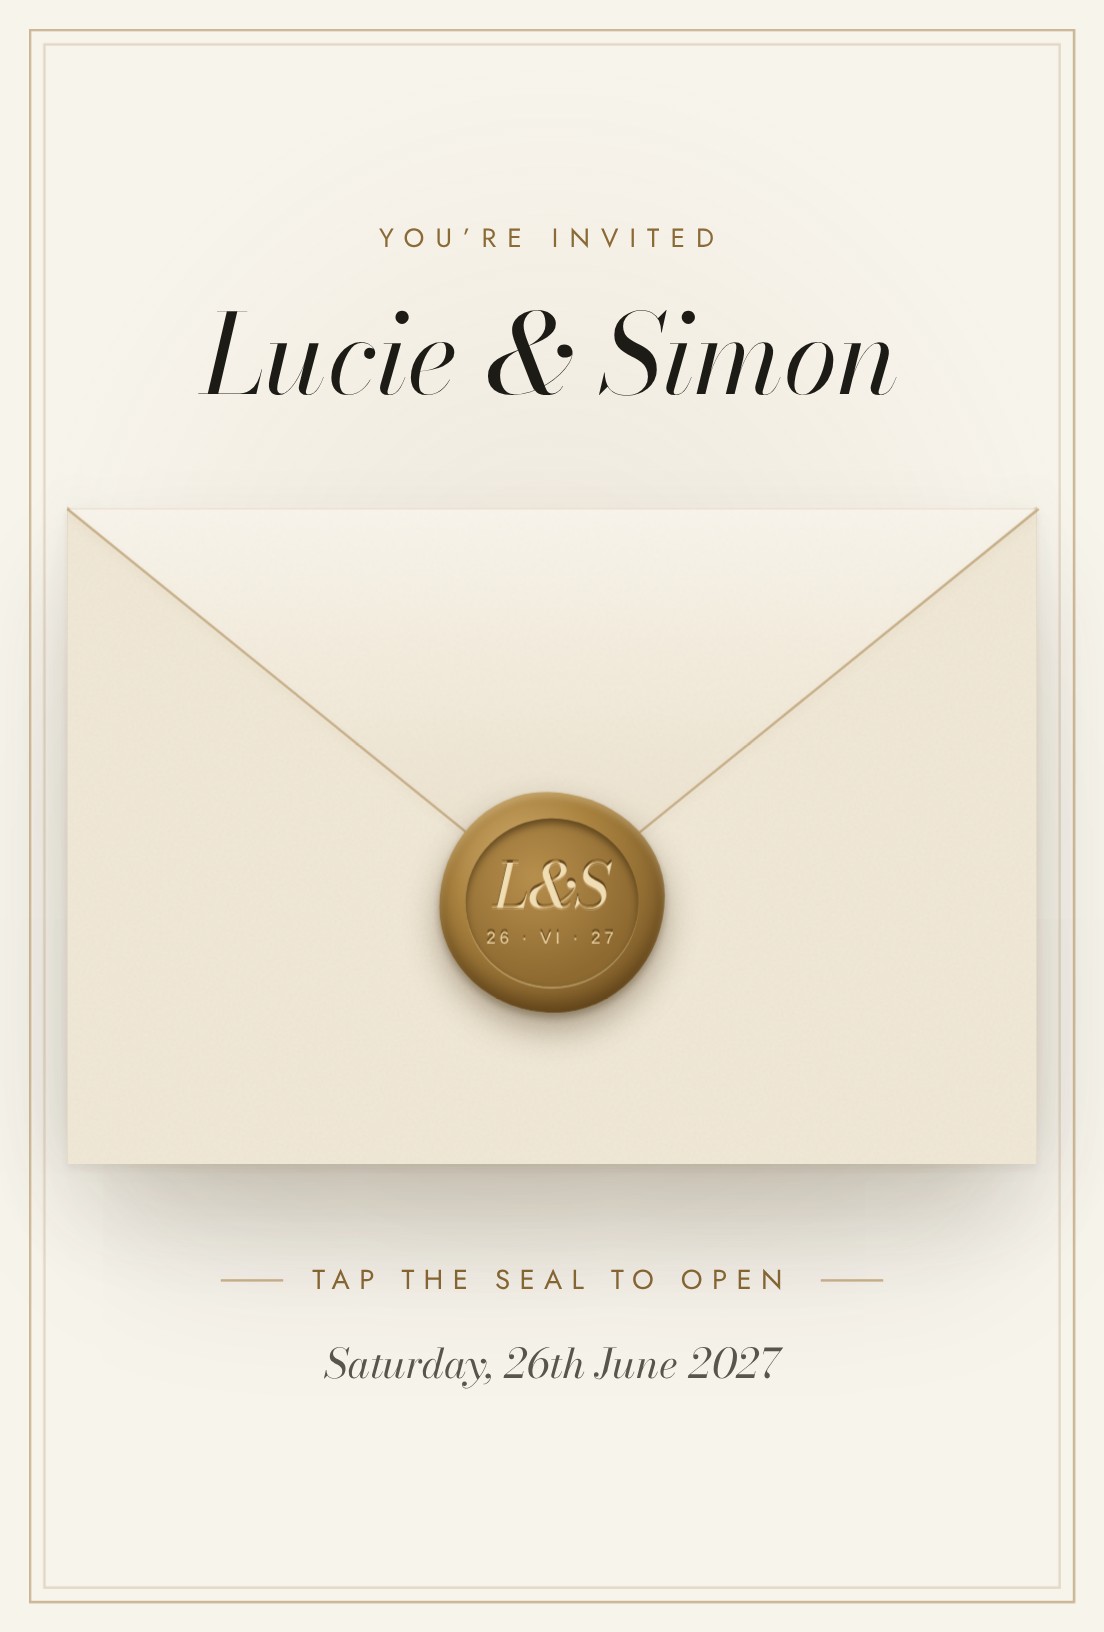 YOU’RE INVITED
Lucie & Simon
L&S
26 · VI · 27
TAP THE SEAL TO OPEN
Saturday, 26th June 2027